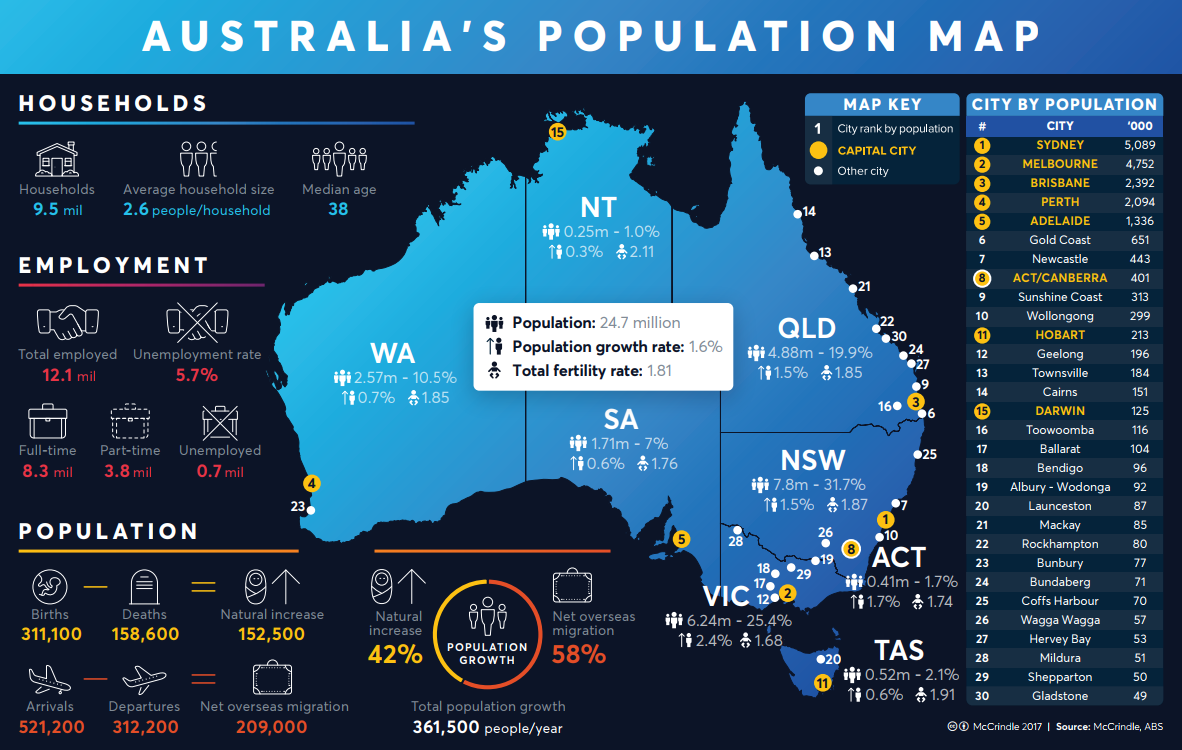 AUSTRALIA'S POPULATION MAP
HOUSEHOLDS
Households
9.5 mil
Average household size
2.6 people/household
Median age
38
EMPLOYMENT
Total employed
12.1 mil
Unemployment rate
5.7%
Full-time
8.3 mil
Part-time
3.8 mil
Unemployed
0.7 mil
POPULATION
Births
311,100
Deaths
158,600
Natural increase
152,500
Arrivals
521,200
Departures
312,200
Net overseas migration
209,000
Natural
increase
42%
POPULATION
GROWTH
Net overseas
migration
58%
Total population growth
361,500 people/year
Population: 24.7 million
Population growth rate: 1.6%
Total fertility rate: 1.81
NT
0.25m - 1.0%
0.3% 2.11
WA
2.57m - 10.5%
0.7% 1.85
SA
1.71m - 7%
0.6% 1.76
QLD
4.88m - 19.9%
1.5% 1.85
NSW
7.8m - 31.7%
1.5% 1.87
ACT
0.41m - 1.7%
1.7% 1.74
VIC
6.24m - 25.4%
2.4% 1.68
TAS
0.52m - 2.1%
0.6% 1.91
15
14
13
21
22
30
24
27
9
16
3
6
25
7
1
10
4
23
5
28
26
8
19
29
18
17
12
2
20
11
MAP KEY
1 City rank by population
CAPITAL CITY
Other city
CITY BY POPULATION
# CITY '000
1 SYDNEY 5,089
2 MELBOURNE 4,752
3 BRISBANE 2,392
4 PERTH 2,094
5 ADELAIDE 1,336
6 Gold Coast 651
7 Newcastle 443
8 ACT/CANBERRA 401
9 Sunshine Coast 313
10 Wollongong 299
11 HOBART 213
12 Geelong 196
13 Townsville 184
14 Cairns 151
15 DARWIN 125
16 Toowoomba 116
17 Ballarat 104
18 Bendigo 96
19 Albury - Wodonga 92
20 Launceston 87
21 Mackay 85
22 Rockhampton 80
23 Bunbury 77
24 Bundaberg 71
25 Coffs Harbour 70
26 Wagga Wagga 57
27 Hervey Bay 53
28 Mildura 51
29 Shepparton 50
30 Gladstone 49
McCrindle 2017 | Source: McCrindle, ABS